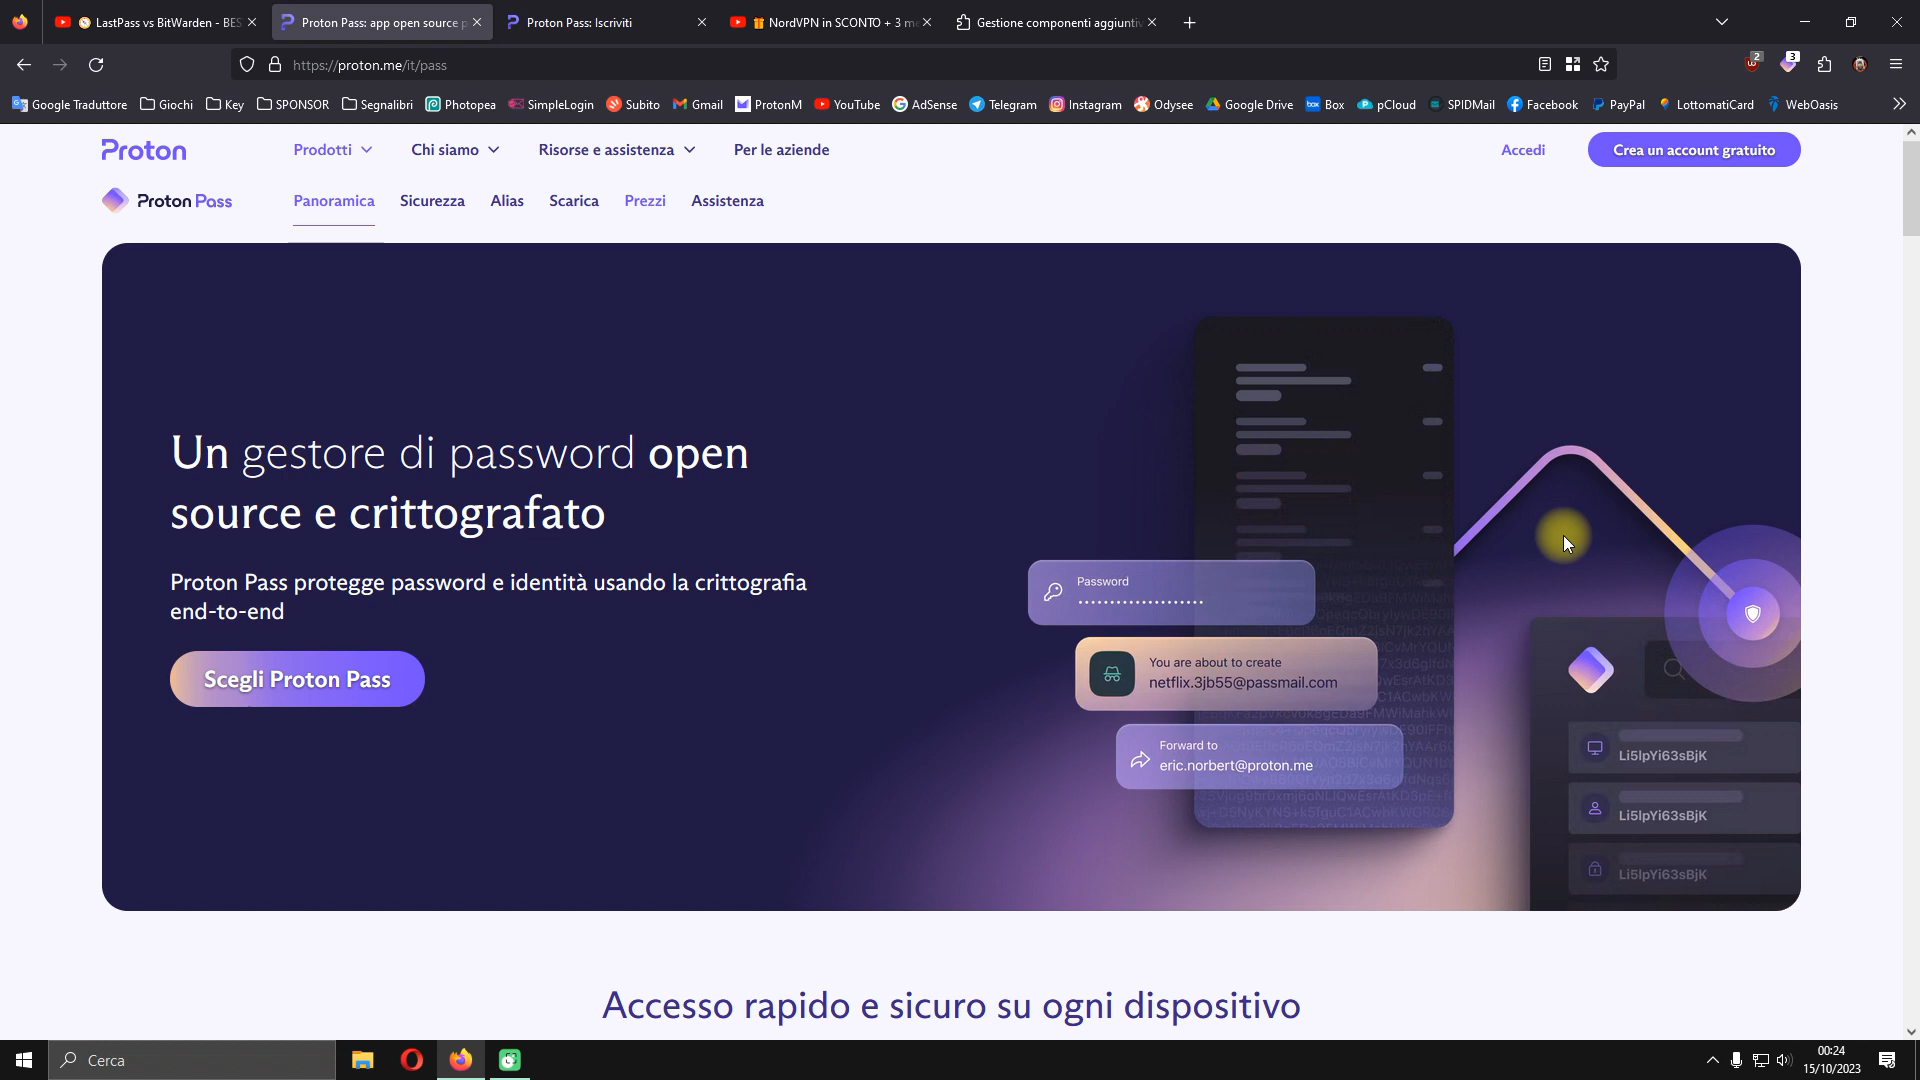 LastPass vs BitWarden - BES
Proton Pass: app open source p
Proton Pass: Iscriviti
NordVPN in SCONTO + 3 m
Gestione componenti aggiuntiv
https://proton.me/it/pass
2
3
Google Traduttore
Giochi
Key
SPONSOR
Segnalibri
Photopea
SimpleLogin
Subito
Gmail
ProtonM
YouTube
AdSense
Telegram
Instagram
Odysee
Google Drive
Box
pCloud
SPIDMail
Facebook
PayPal
LottomatiCard
WebOasis
Proton
Prodotti
Chi siamo
Risorse e assistenza
Per le aziende
Accedi
Crea un account gratuito
Proton Pass
Panoramica
Sicurezza
Alias
Scarica
Prezzi
Assistenza
Un gestore di password open
source e crittografato
Proton Pass protegge password e identità usando la crittografia
end-to-end
Scegli Proton Pass
Password
You are about to create
netflix.3jb55@passmail.com
Forward to
eric.norbert@proton.me
Li5lpYi63sBjK
Li5lpYi63sBjK
Li5lpYi63sBjK
Accesso rapido e sicuro su ogni dispositivo
Cerca
00:24
15/10/2023